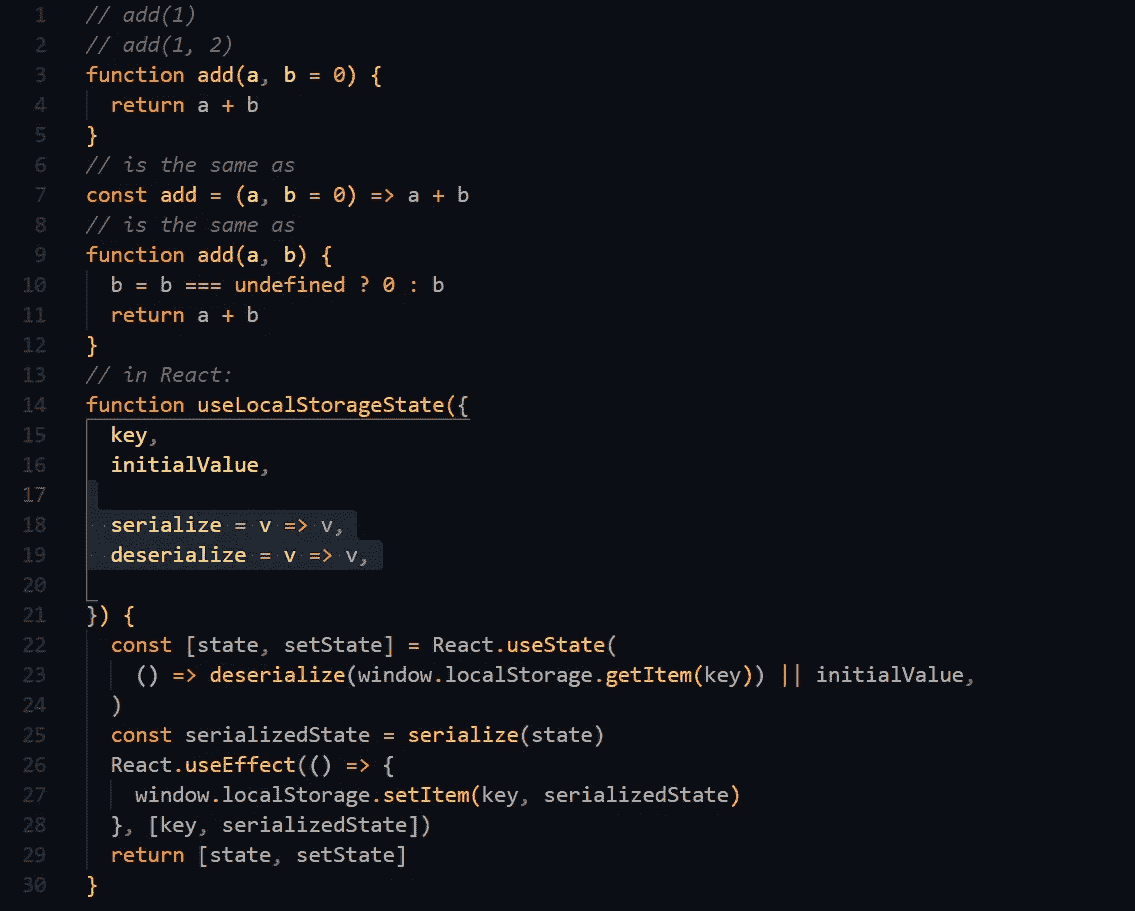 1 // add(1)
2 // add(1, 2)
3 function add(a, b = 0) {
4   return a + b
5 }
6 // is the same as
7 const add = (a, b = 0) => a + b
8 // is the same as
9 function add(a, b) {
10   b = b === undefined ? 0 : b
11   return a + b
12 }
13 // in React:
14 function useLocalStorageState({
15   key,
16   initialValue,
17
18   serialize = v => v,
19   deserialize = v => v,
20
21 }) {
22   const [state, setState] = React.useState(
23     () => deserialize(window.localStorage.getItem(key)) || initialValue,
24   )
25   const serializedState = serialize(state)
26   React.useEffect(() => {
27     window.localStorage.setItem(key, serializedState)
28   }, [key, serializedState])
29   return [state, setState]
30 }